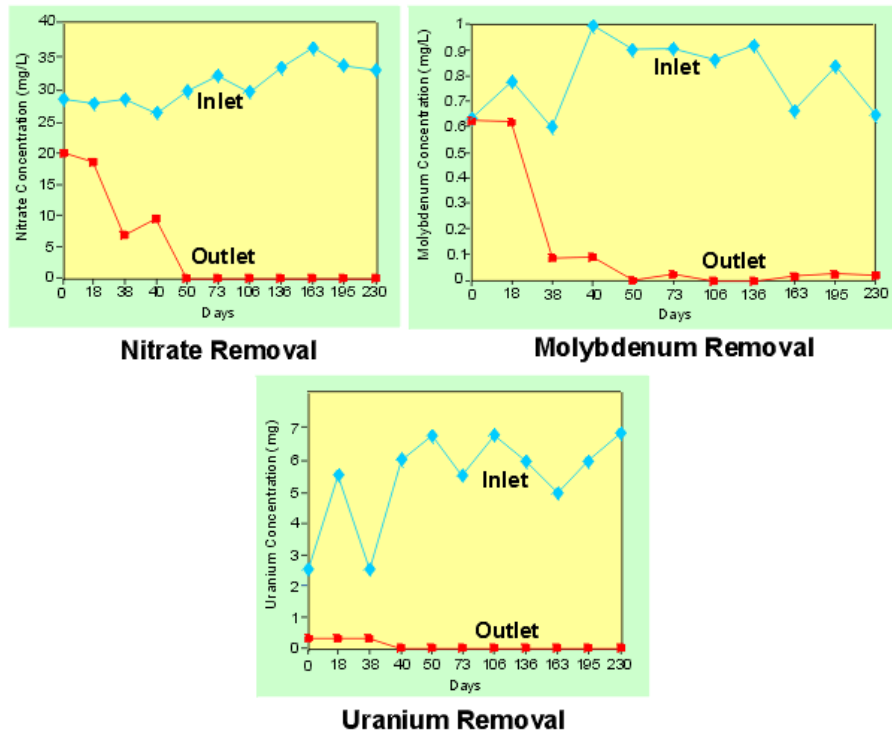 Nitrate Concentration (mg/L)
40
35
30
25
20
15
10
5
0
Inlet
Outlet
0 18 38 40 50 73 106 136 163 195 230
Days
Nitrate Removal
Molybdenum Concentration (mg/L)
1
0.9
0.8
0.7
0.6
0.5
0.4
0.3
0.2
0.1
0
Inlet
Outlet
0 18 38 40 50 73 106 136 163 195 230
Days
Molybdenum Removal
Uranium Concentration (mg)
7
6
5
4
3
2
1
0
Inlet
Outlet
0 18 38 40 50 73 106 136 163 195 230
Days
Uranium Removal